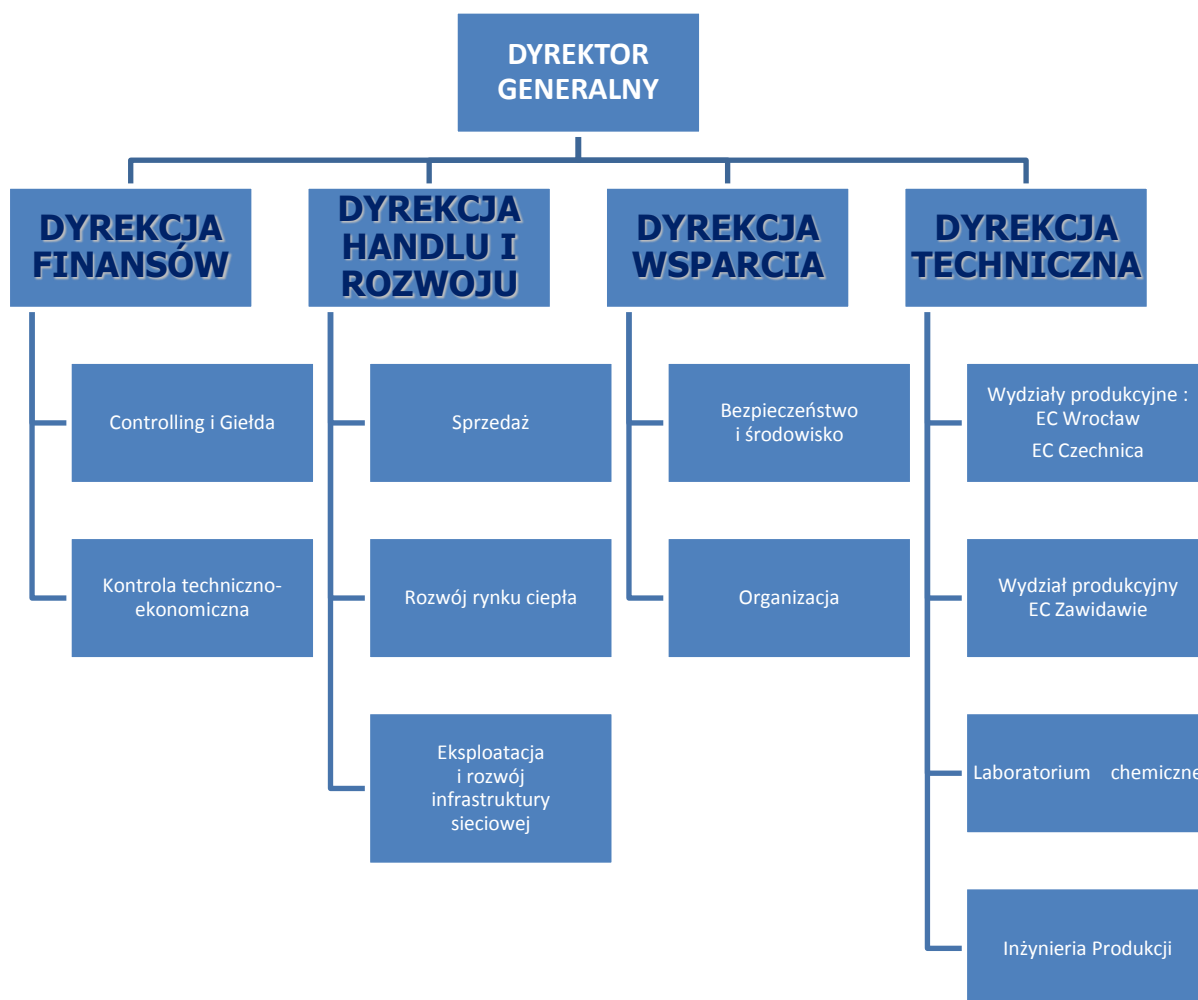 DYREKTOR
GENERALNY
DYREKCJA
FINANSÓW
DYREKCJA
HANDLU I
ROZWOJU
DYREKCJA
WSPARCIA
DYREKCJA
TECHNICZNA
Controlling i Giełda
Sprzedaż
Bezpieczeństwo
i środowisko
Wydziały produkcyjne :
EC Wrocław
EC Czechnica
Kontrola techniczno-
ekonomiczna
Rozwój rynku ciepła
Organizacja
Wydział produkcyjny
EC Zawidawie
Eksploatacja
i rozwój
infrastruktury
sieciowej
Laboratorium chemiczne
Inżynieria Produkcji